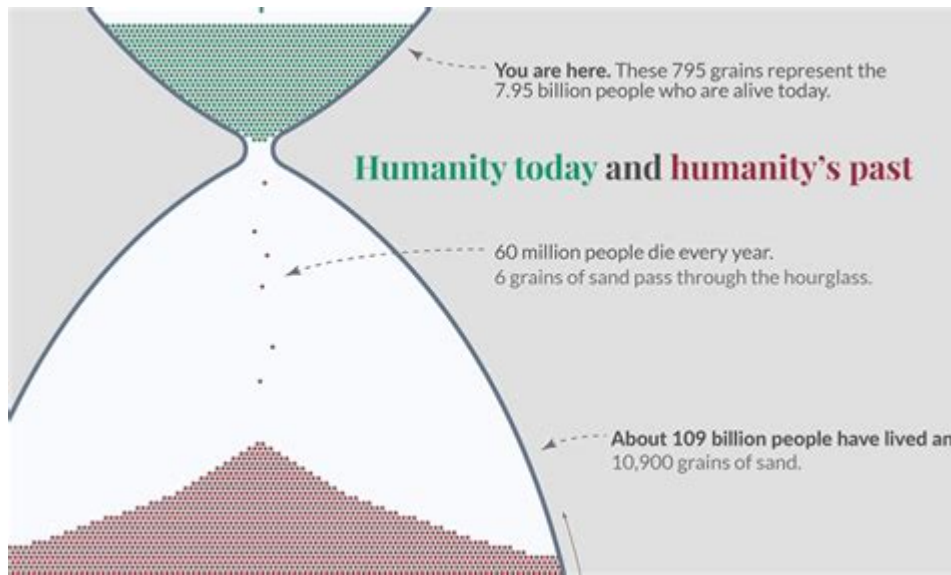 You are here. These 795 grains represent the
7.95 billion people who are alive today.
Humanity today and humanity's past
60 million people die every year.
6 grains of sand pass through the hourglass.
About 109 billion people have lived an
10,900 grains of sand.